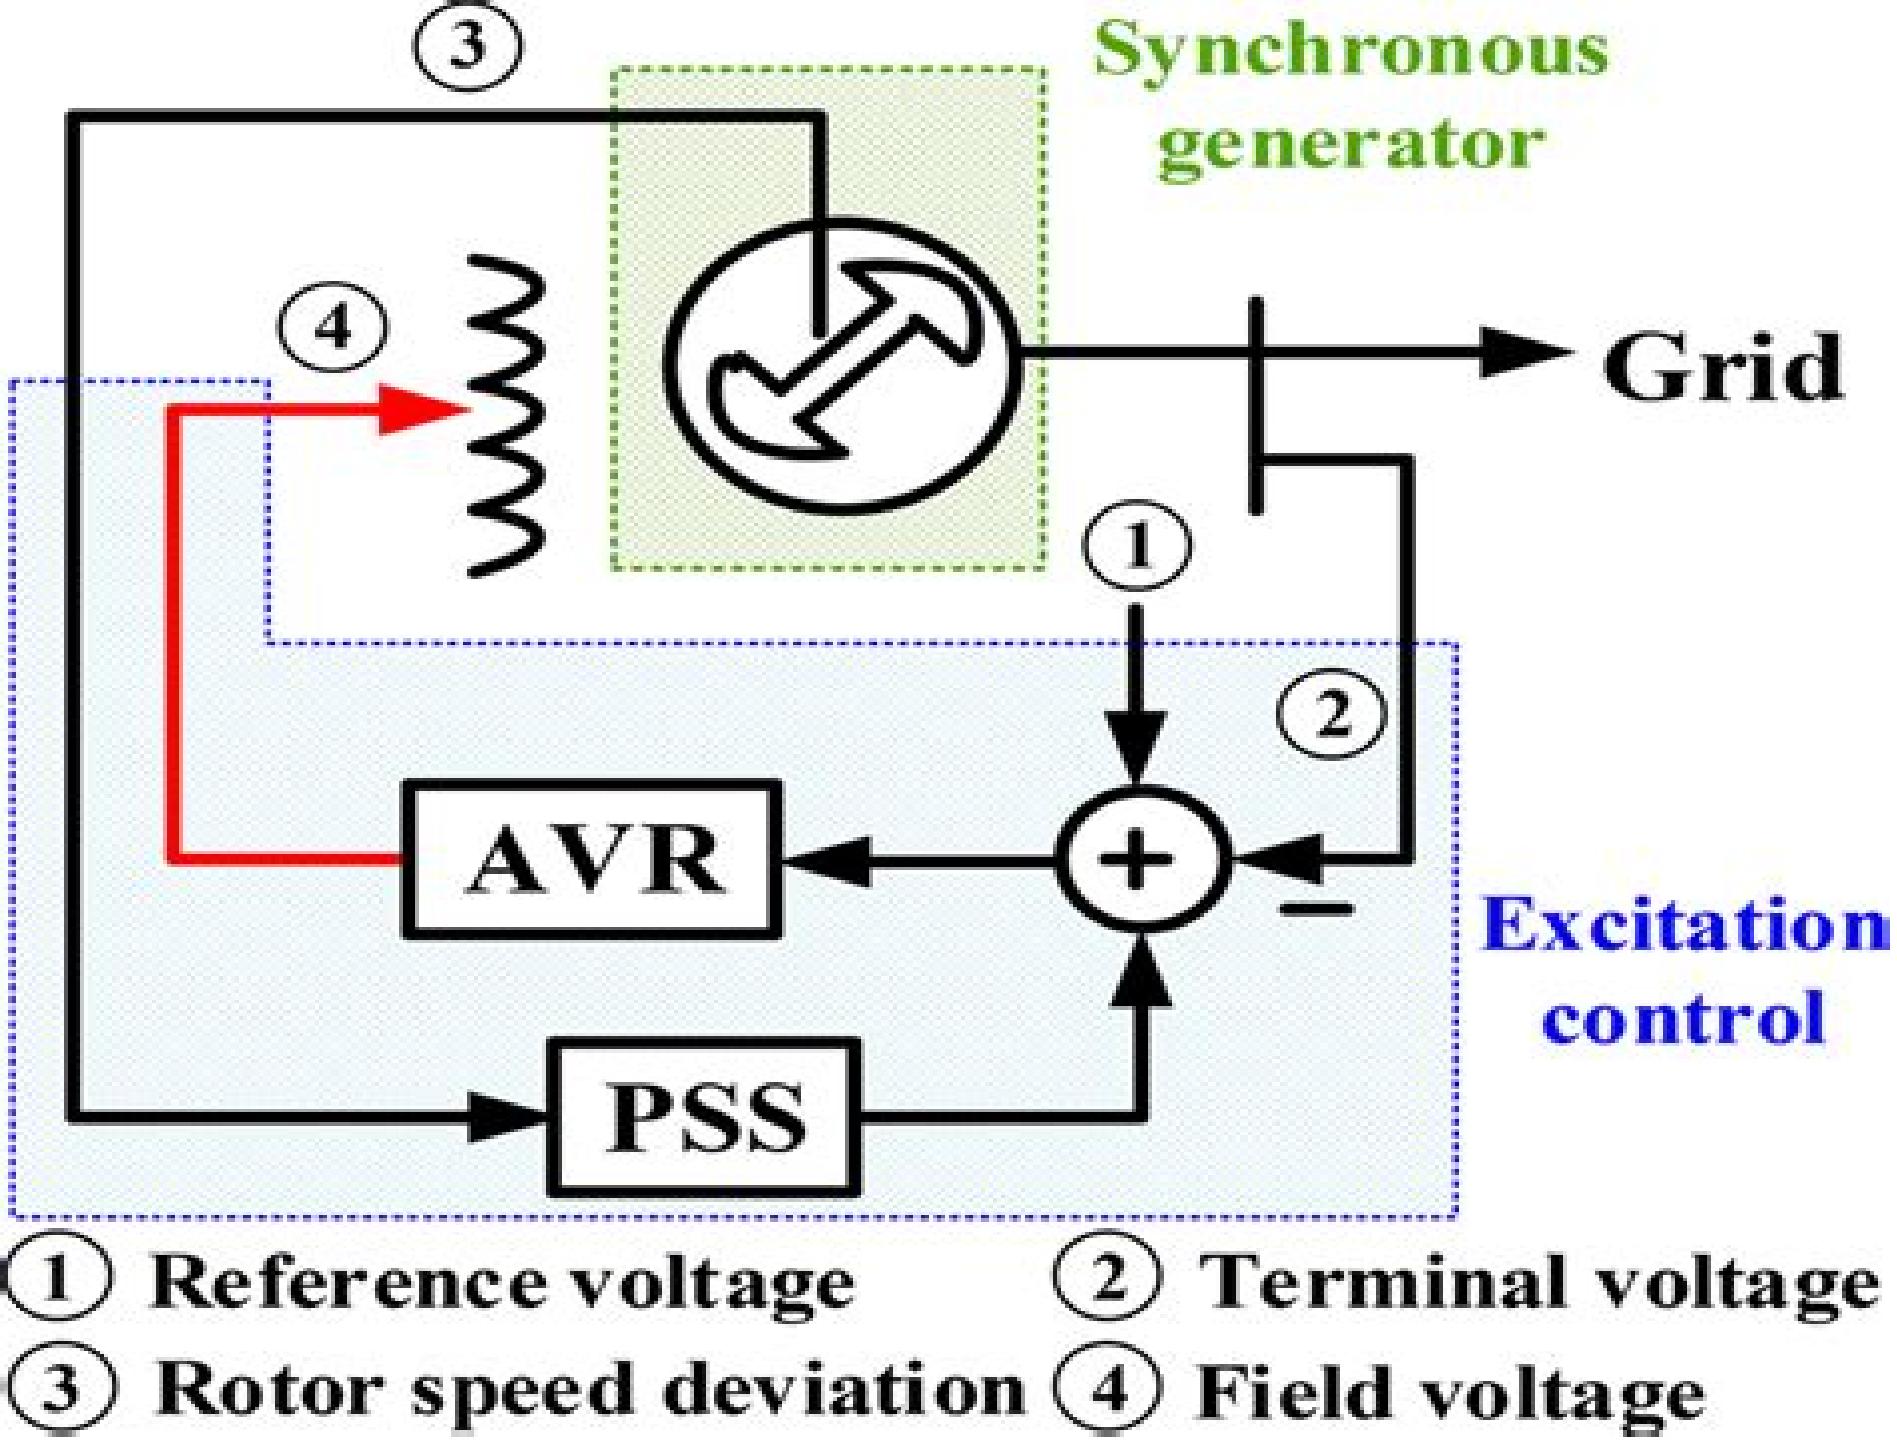 3
Synchronous
generator
4
Grid
1
2
AVR
+
−
Excitation
control
PSS
1 Reference voltage
2 Terminal voltage
3 Rotor speed deviation
4 Field voltage